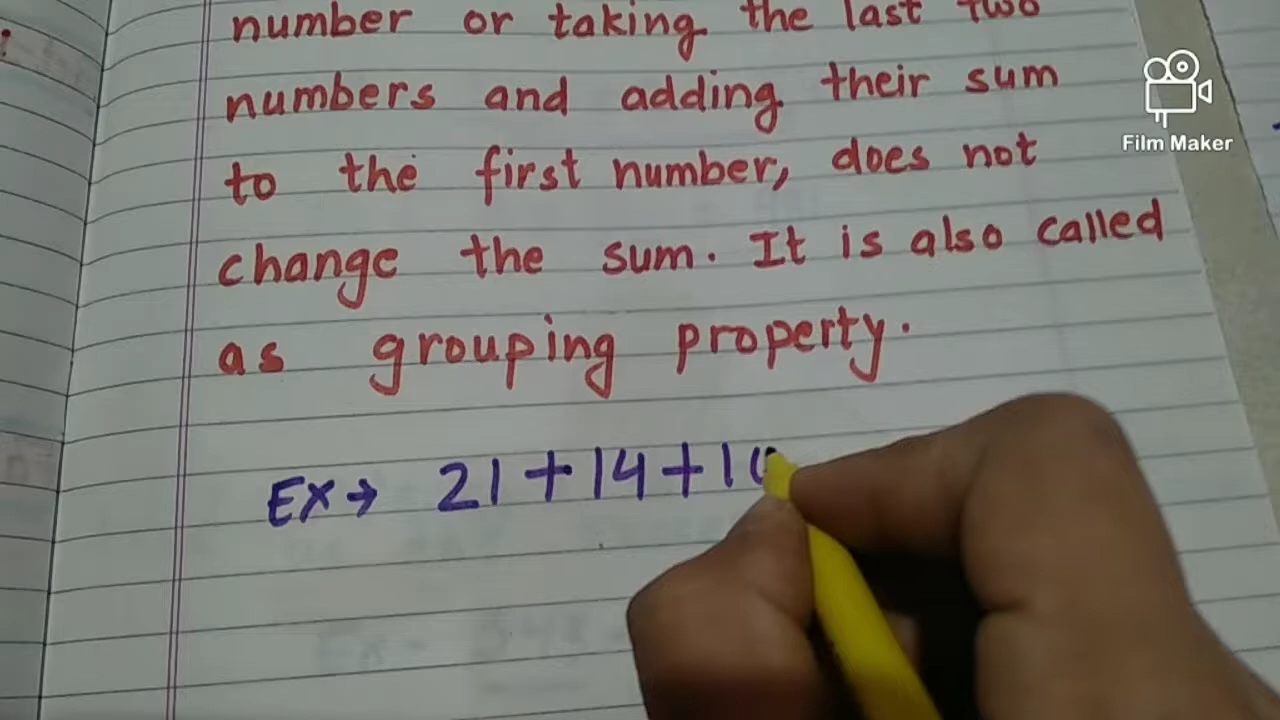 number or taking the last two
numbers and adding their sum
to the first number, does not
change the sum. It is also called
as grouping property.
Ex → 21 + 14 + 10
Film Maker